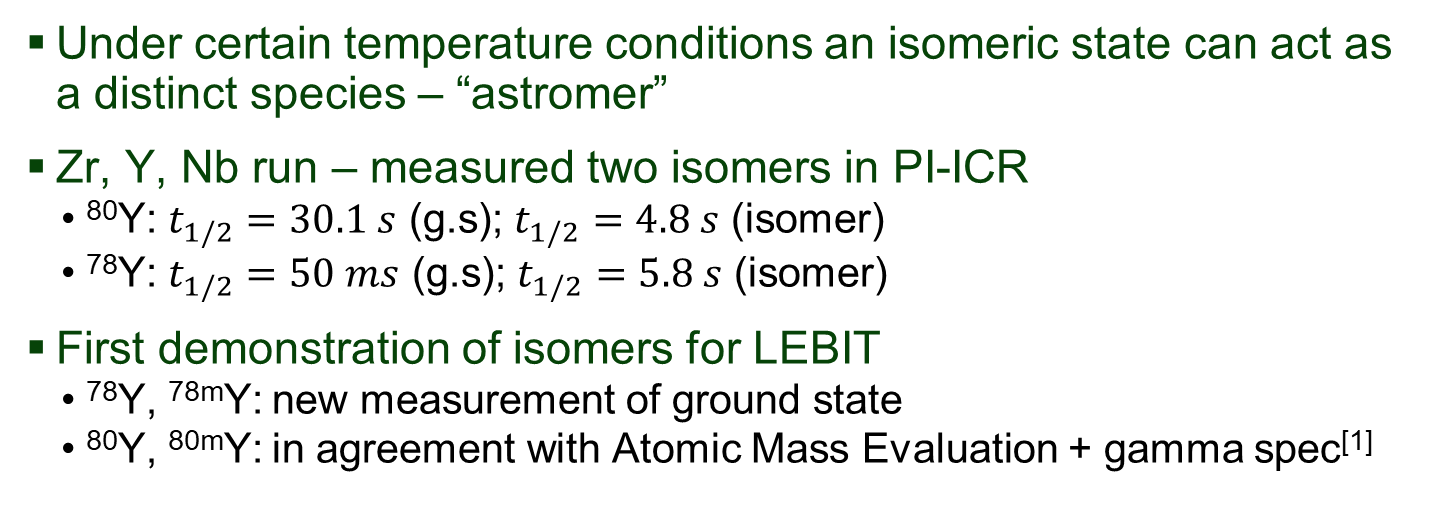 ▪ Under certain temperature conditions an isomeric state can act as
a distinct species – “astromer”
▪ Zr, Y, Nb run – measured two isomers in PI-ICR
• ⁸⁰Y: t₁/₂ = 30.1 s (g.s); t₁/₂ = 4.8 s (isomer)
• ⁷⁸Y: t₁/₂ = 50 ms (g.s); t₁/₂ = 5.8 s (isomer)
▪ First demonstration of isomers for LEBIT
• ⁷⁸Y, ⁷⁸ᵐY: new measurement of ground state
• ⁸⁰Y, ⁸⁰ᵐY: in agreement with Atomic Mass Evaluation + gamma spec[1]